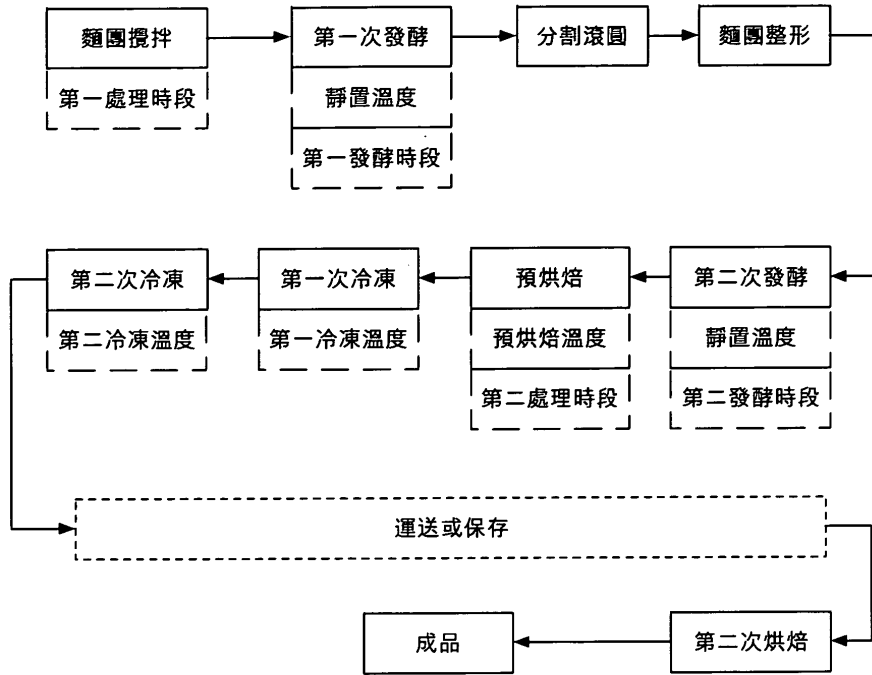 麵團攪拌
第一處理時段
第一次發酵
靜置溫度
第一發酵時段
分割滾圓
麵團整形
第二次發酵
靜置溫度
第二發酵時段
預烘焙
預烘焙溫度
第二處理時段
第一次冷凍
第一冷凍溫度
第二次冷凍
第二冷凍溫度
運送或保存
第二次烘焙
成品